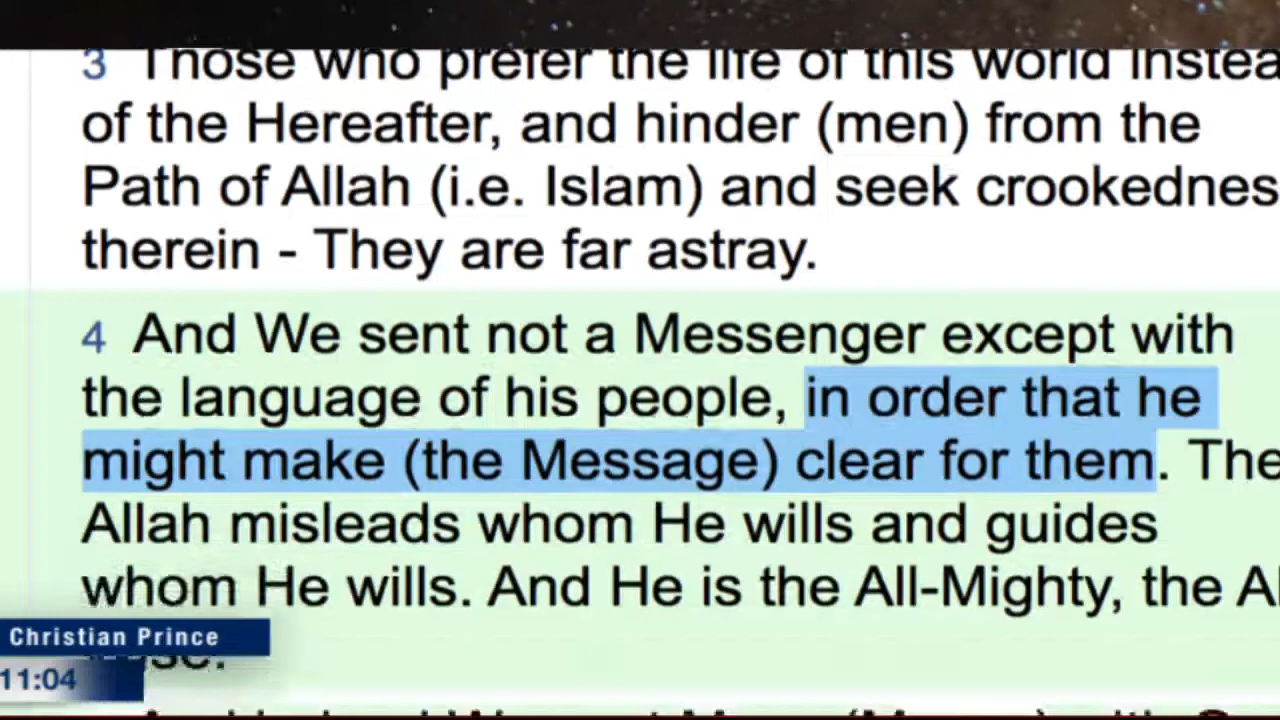 3 Those who prefer the life of this world instea
of the Hereafter, and hinder (men) from the
Path of Allah (i.e. Islam) and seek crookednes
therein - They are far astray.
4 And We sent not a Messenger except with
the language of his people, in order that he
might make (the Message) clear for them. The
Allah misleads whom He wills and guides
whom He wills. And He is the All-Mighty, the Al
Christian Prince
11:04